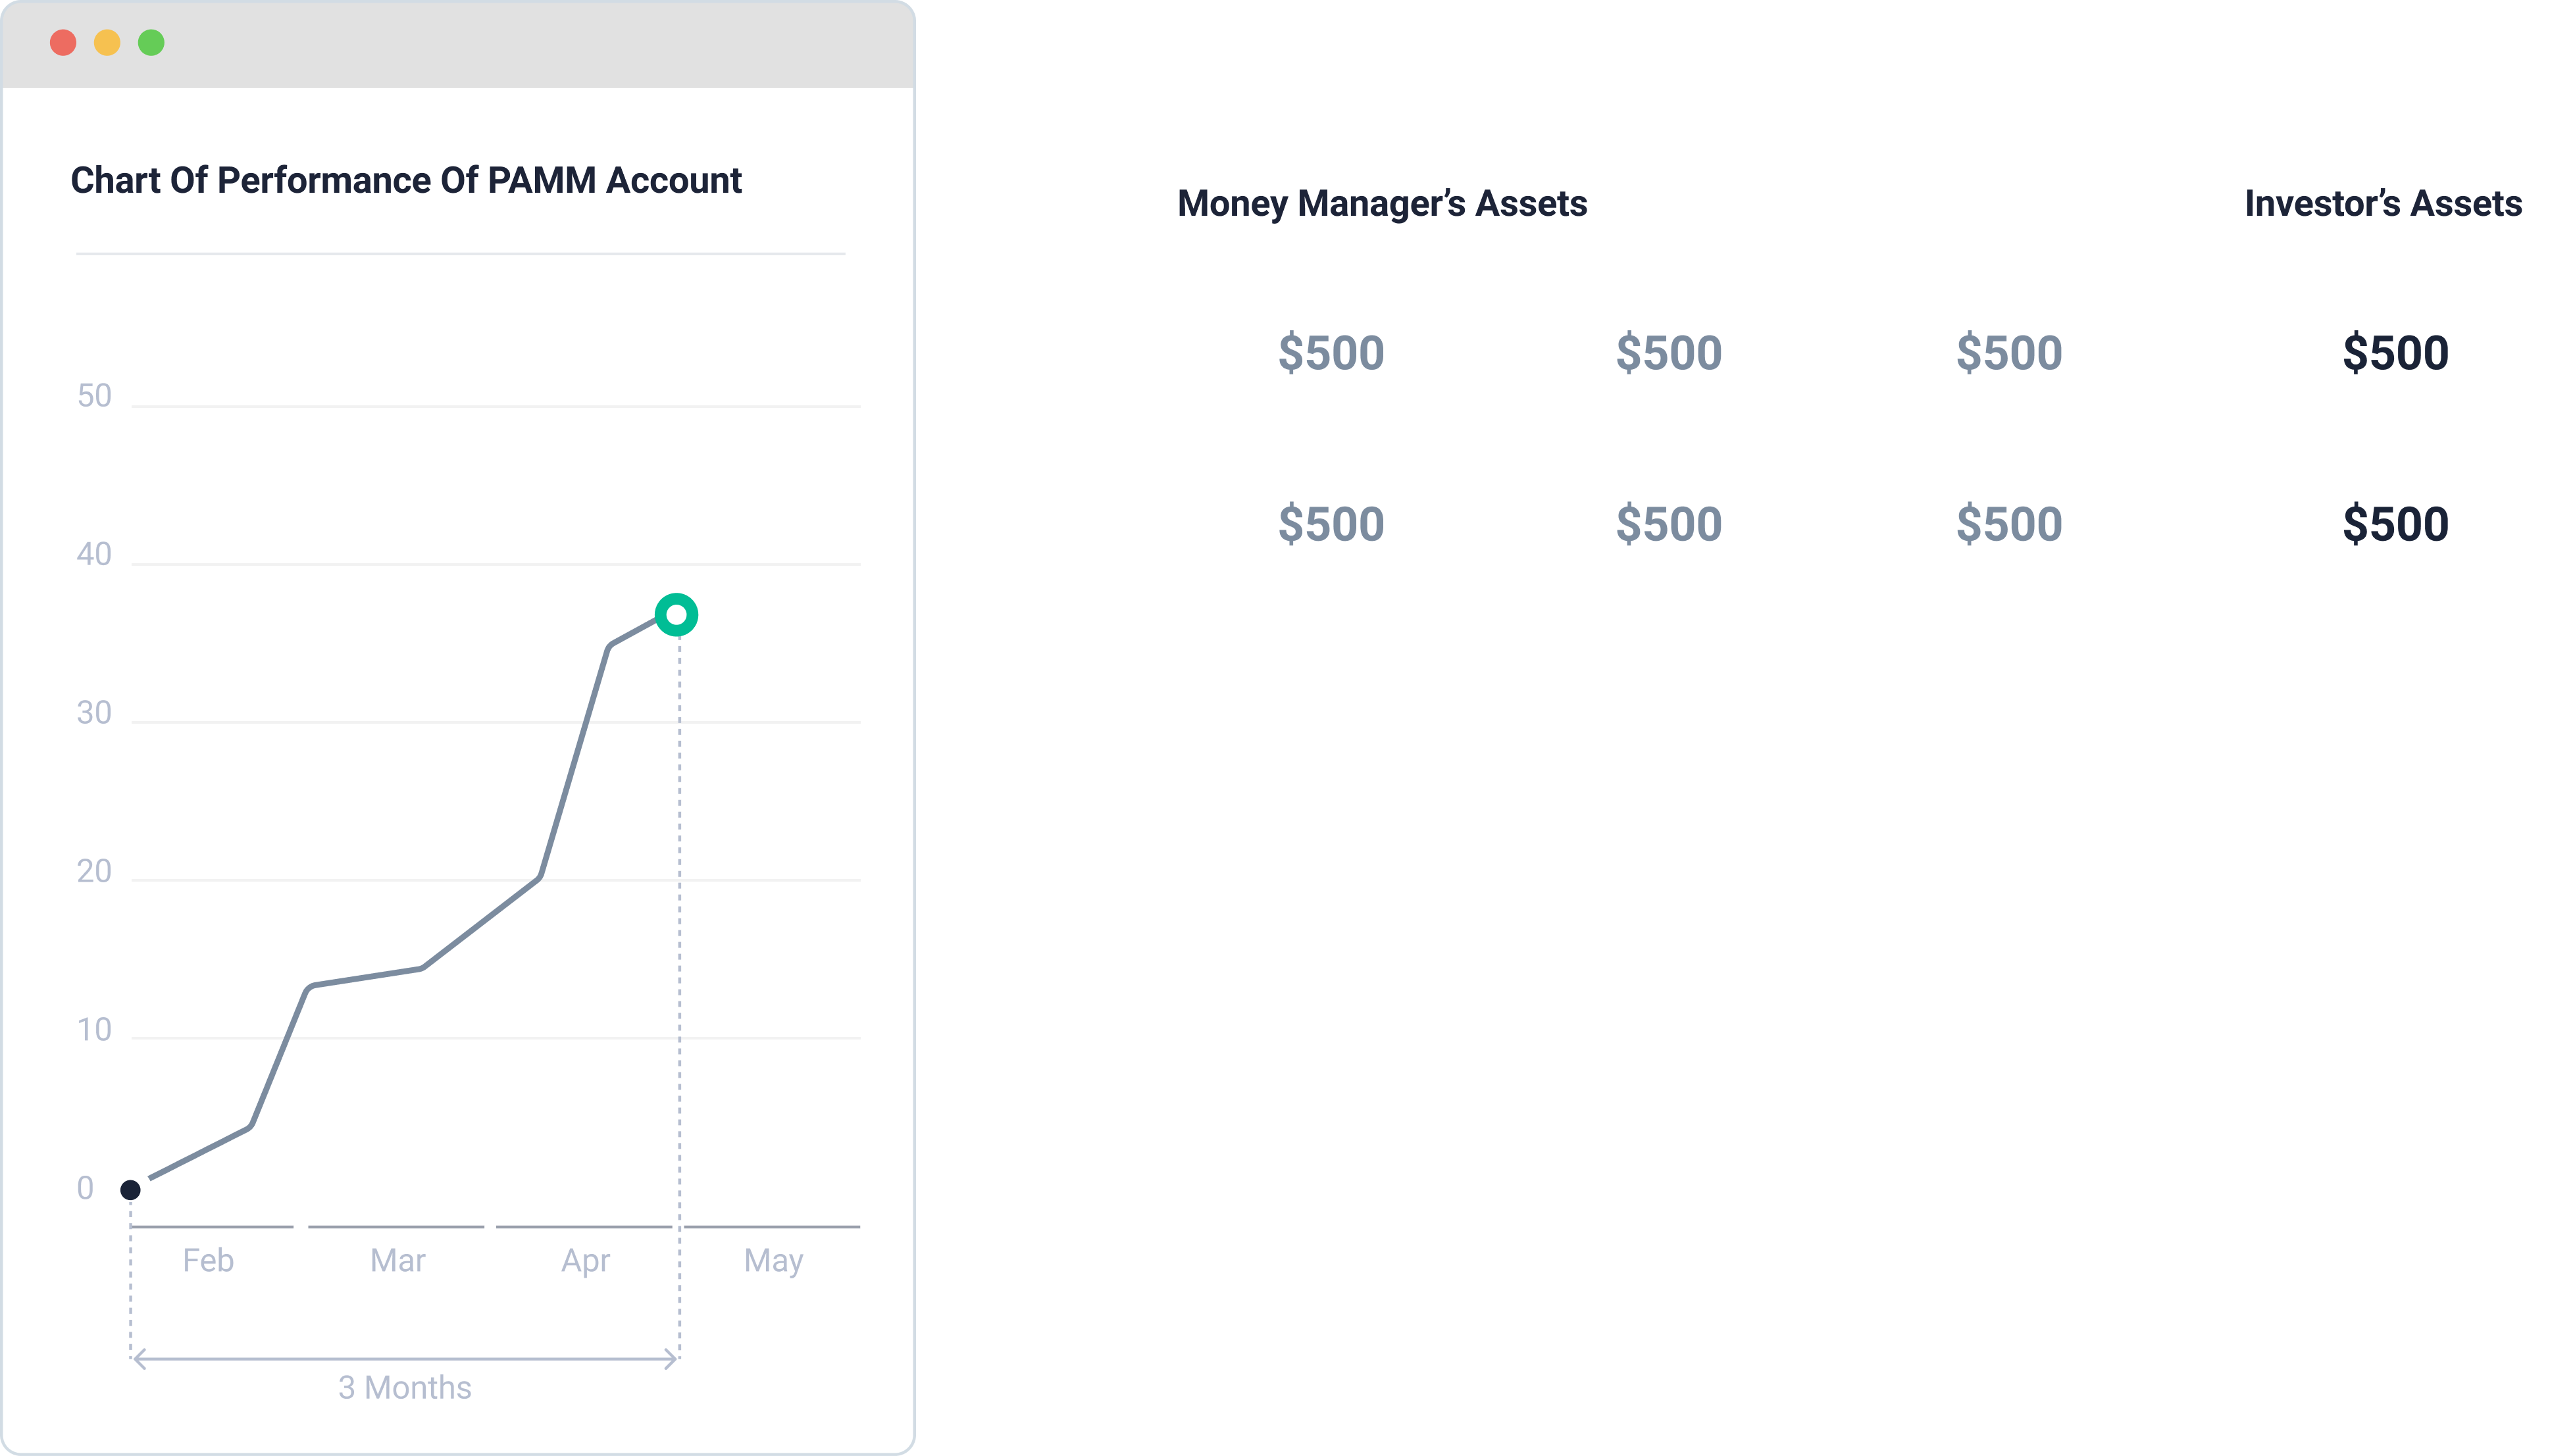 Chart Of Performance Of PAMM Account
50
40
30
20
10
0
Feb Mar Apr May
3 Months
Money Manager’s Assets Investor’s Assets
$500 $500 $500 $500
$500 $500 $500 $500